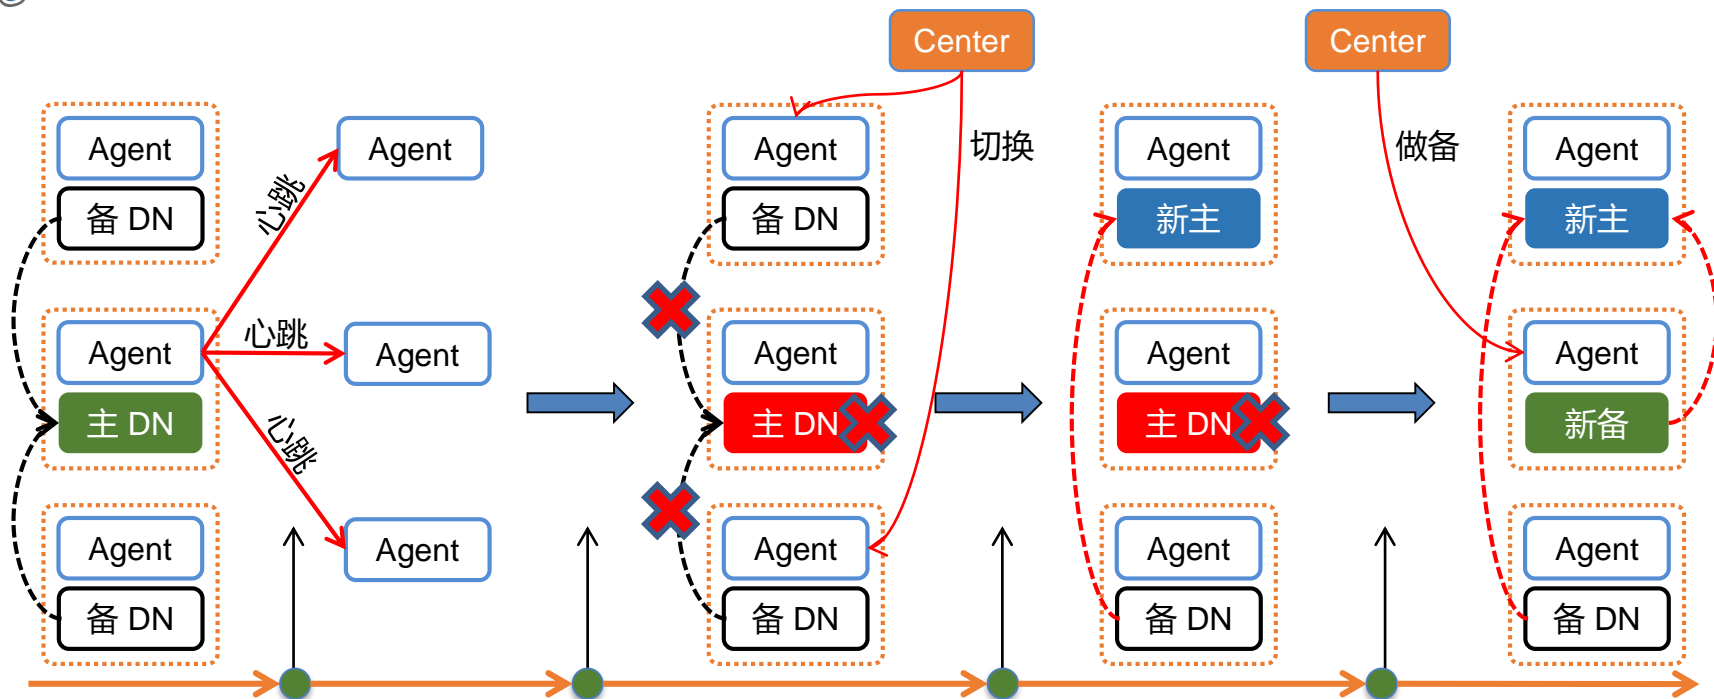 Center
Center
Agent
备 DN
Agent
主 DN
Agent
备 DN
心跳
心跳
心跳
Agent
Agent
Agent
切换
Agent
备 DN
Agent
主 DN
Agent
备 DN
Agent
新主
Agent
主 DN
Agent
备 DN
做备
Agent
新主
Agent
新备
Agent
备 DN